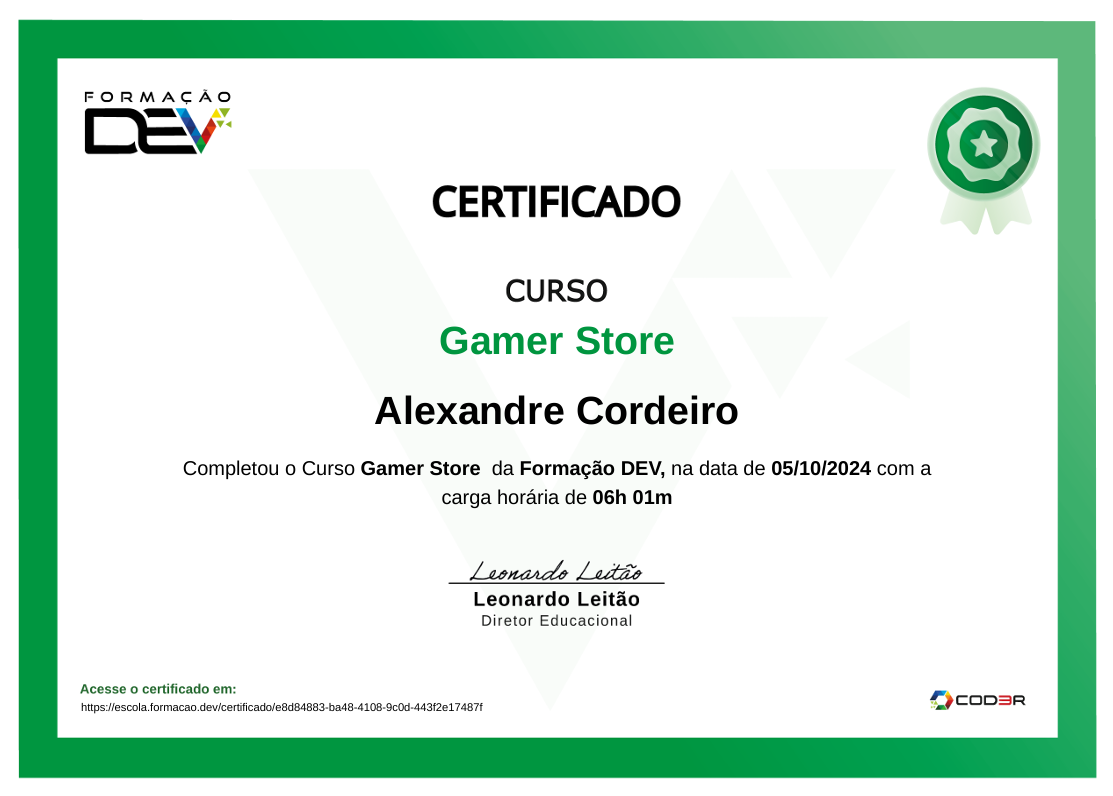 FORMAÇÃO
DEV
CERTIFICADO
CURSO
Gamer Store
Alexandre Cordeiro
Completou o Curso Gamer Store da Formação DEV, na data de 05/10/2024 com a
carga horária de 06h 01m
Leonardo Leitão
Leonardo Leitão
Diretor Educacional
Acesse o certificado em:
https://escola.formacao.dev/certificado/e8d84883-ba48-4108-9c0d-443f2e17487f
COD3R